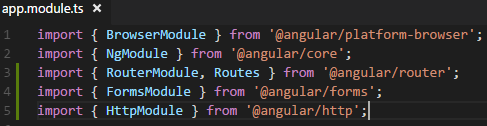 app.module.ts
1 import { BrowserModule } from '@angular/platform-browser';
2 import { NgModule } from '@angular/core';
3 import { RouterModule, Routes } from '@angular/router';
4 import { FormsModule } from '@angular/forms';
5 import { HttpModule } from '@angular/http';